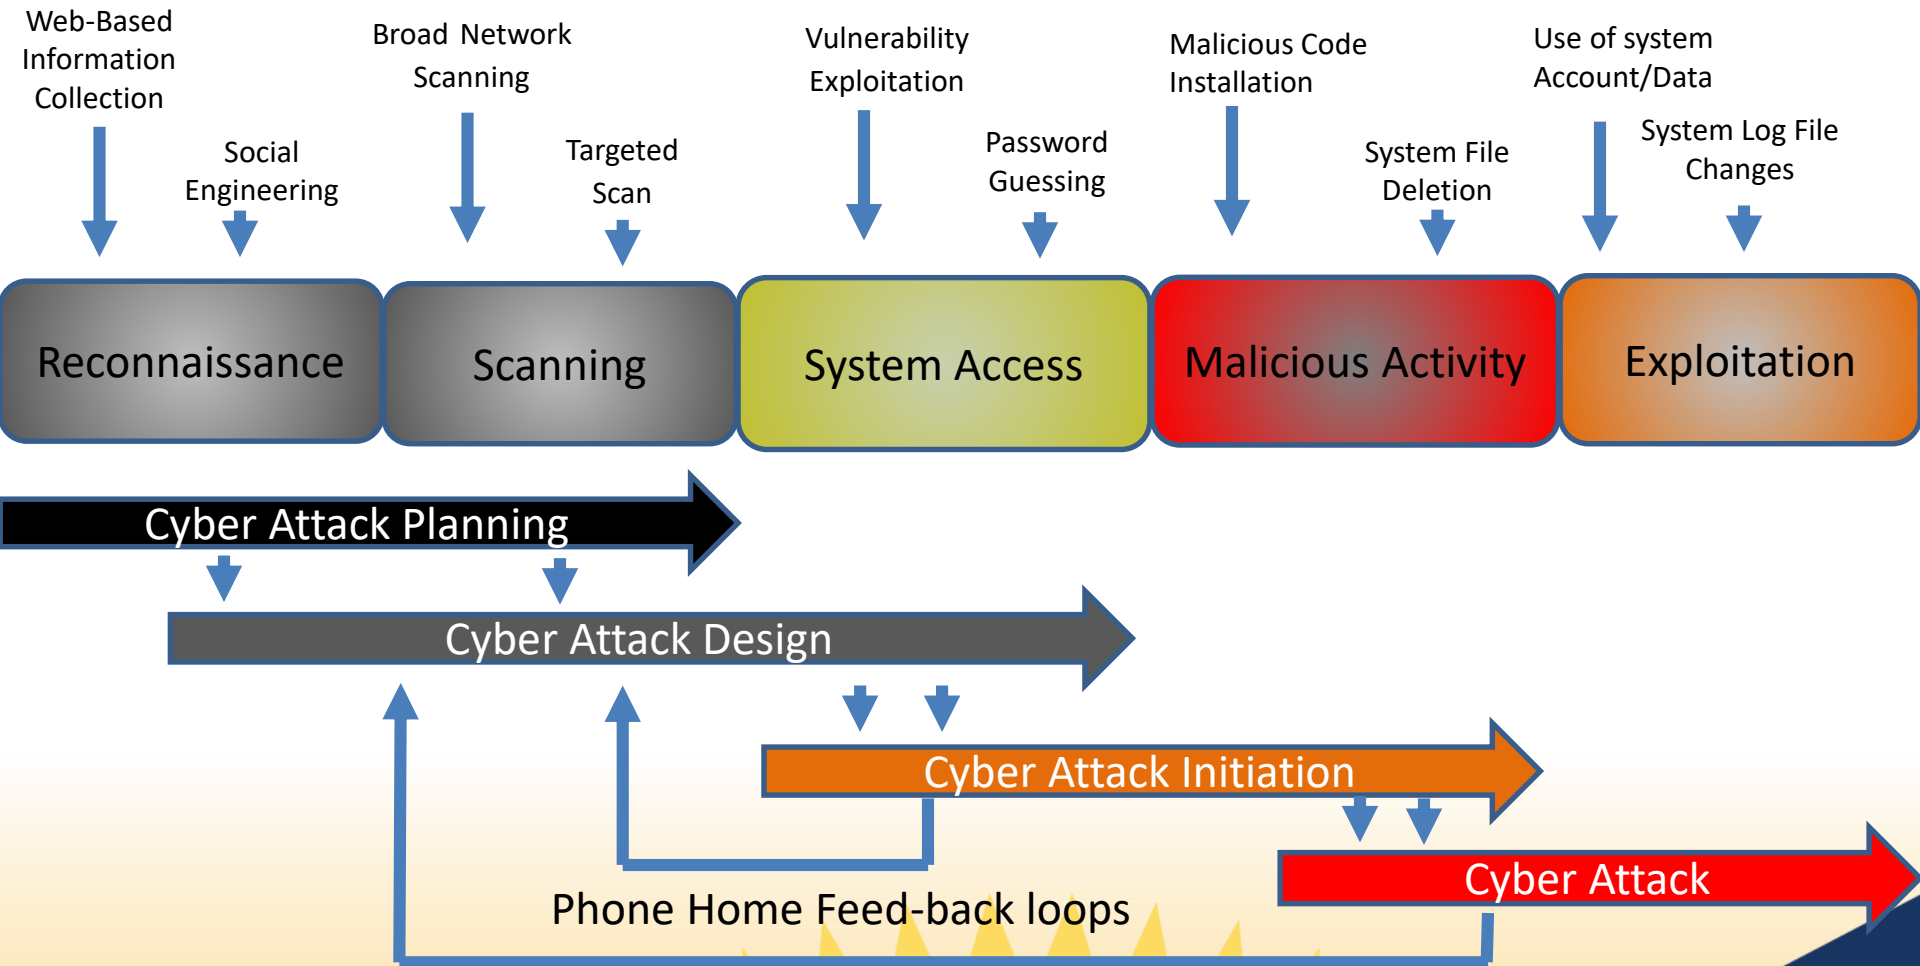 Web-Based
Information
Collection
Social
Engineering
Broad Network
Scanning
Targeted
Scan
Vulnerability
Exploitation
Password
Guessing
Malicious Code
Installation
System File
Deletion
Use of system
Account/Data
System Log File
Changes
Reconnaissance
Scanning
System Access
Malicious Activity
Exploitation
Cyber Attack Planning
Cyber Attack Design
Cyber Attack Initiation
Cyber Attack
Phone Home Feed-back loops